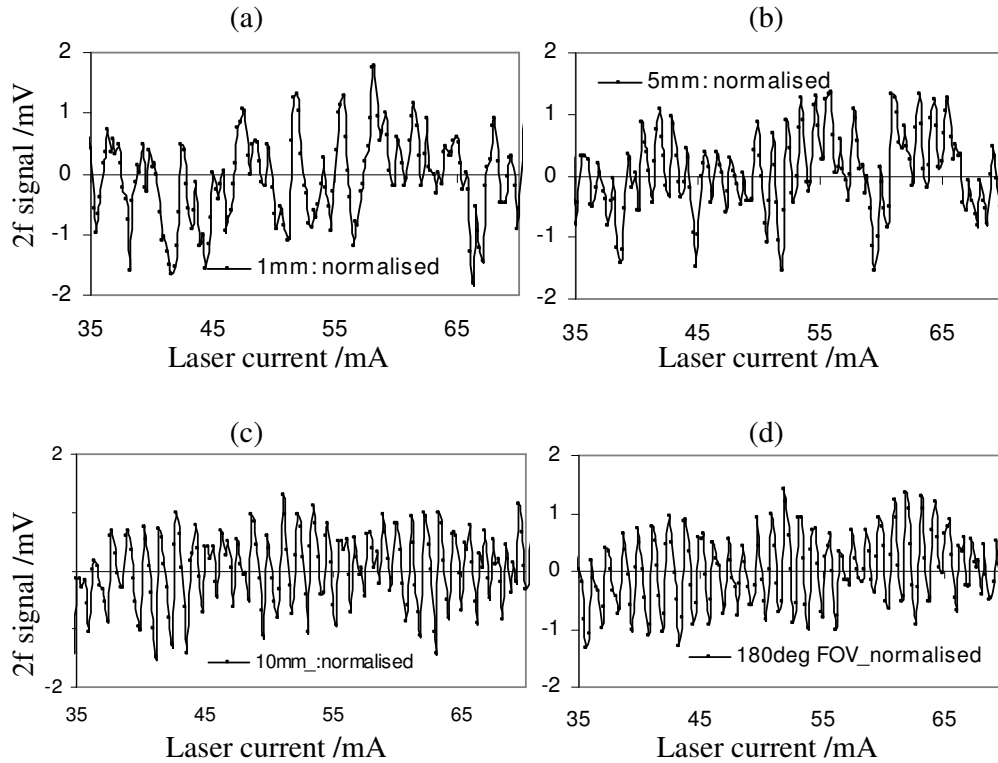 (a)
(b)
2f signal /mV
2
1
0
-1
-2
1mm: normalised
35
45
55
65
Laser current /mA
2
1
0
-1
-2
5mm: normalised
35
45
55
65
Laser current /mA
(c)
(d)
2f signal /mV
2
-2
10mm_:normalised
35
45
55
65
Laser current /mA
2
1
0
-1
-2
180deg FOV_normalised
35
45
55
65
Laser current /mA